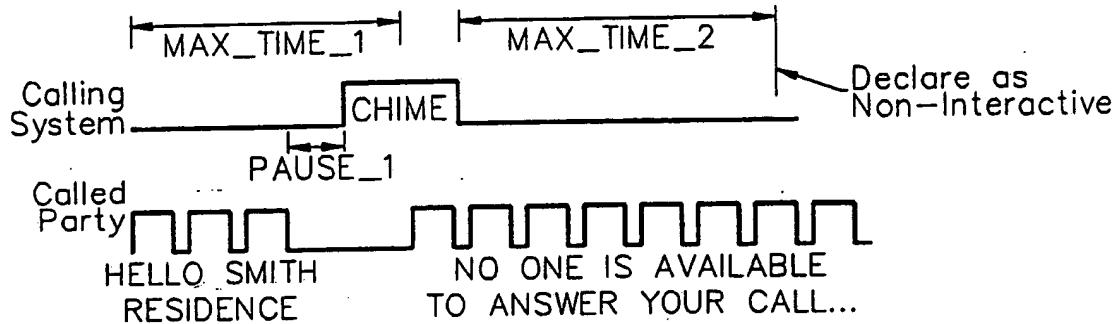 MAX_TIME_1
MAX_TIME_2
Declare as
Non-Interactive
Calling
System
CHIME
PAUSE_1
Called
Party
HELLO SMITH
RESIDENCE
NO ONE IS AVAILABLE
TO ANSWER YOUR CALL...